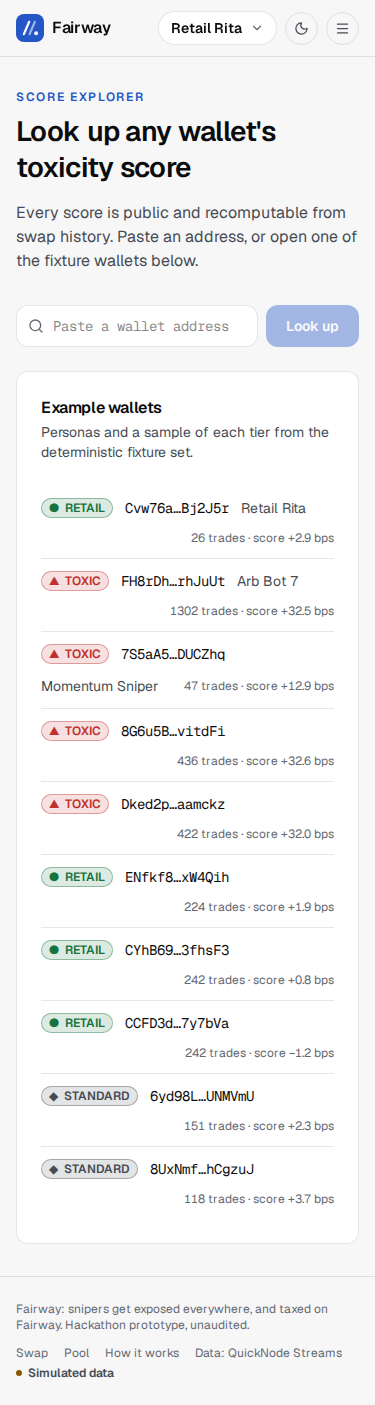 Fairway
Retail Rita
SCORE EXPLORER
Look up any wallet's
toxicity score
Every score is public and recomputable from
swap history. Paste an address, or open one of
the fixture wallets below.
Paste a wallet address
Look up
Example wallets
Personas and a sample of each tier from the
deterministic fixture set.
RETAIL Cvw76a…Bj2J5r Retail Rita
26 trades · score +2.9 bps
TOXIC FH8rDh…rhJuUt Arb Bot 7
1302 trades · score +32.5 bps
TOXIC 7S5aA5…DUCZhq
Momentum Sniper 47 trades · score +12.9 bps
TOXIC 8G6u5B…vitdFi
436 trades · score +32.6 bps
TOXIC Dked2p…aamckz
422 trades · score +32.0 bps
RETAIL ENfkf8…xW4Qih
224 trades · score +1.9 bps
RETAIL CYhB69…3fhsF3
242 trades · score +0.8 bps
RETAIL CCFD3d…7y7bVa
242 trades · score −1.2 bps
STANDARD 6yd98L…UNMVmU
151 trades · score +2.3 bps
STANDARD 8UxNmf…hCgzuJ
118 trades · score +3.7 bps
Fairway: snipers get exposed everywhere, and taxed on
Fairway. Hackathon prototype, unaudited.
Swap Pool How it works Data: QuickNode Streams
Simulated data